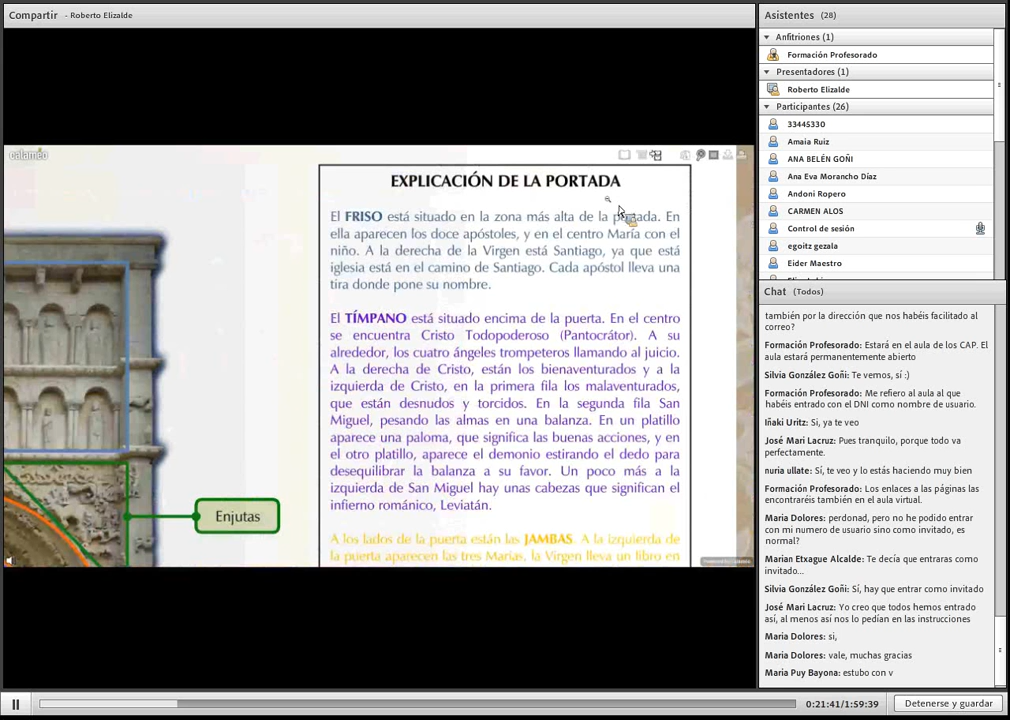 Compartir - Roberto Elizalde
calaméo
EXPLICACIÓN DE LA PORTADA
El FRISO está situado en la zona más alta de la portada. En
ella aparecen los doce apóstoles, y en el centro María con el
niño. A la derecha de la Virgen está Santiago, ya que está
iglesia está en el camino de Santiago. Cada apóstol lleva una
tira donde pone su nombre.
El TÍMPANO está situado encima de la puerta. En el centro
se encuentra Cristo Todopoderoso (Pantocrátor). A su
alrededor, los cuatro ángeles trompeteros llamando al juicio.
A la derecha de Cristo, están los bienaventurados y a la
izquierda de Cristo, en la primera fila los malaventurados,
que están desnudos y torcidos. En la segunda fila San
Miguel, pesando las almas en una balanza. En un platillo
aparece una paloma, que significa las buenas acciones, y en
el otro platillo, aparece el demonio estirando el dedo para
desequilibrar la balanza a su favor. Un poco más a la
izquierda de San Miguel hay unas cabezas que significan el
infierno románico, Leviatán.
A los lados de la puerta están las JAMBAS. A la izquierda de
la puerta aparecen las tres Marías, la Virgen lleva un libro en
Enjutas
Asistentes (28)
Anfitriones (1)
Formación Profesorado
Presentadores (1)
Roberto Elizalde
Participantes (26)
33445330
Amaia Ruiz
ANA BELÉN GOÑI
Ana Eva Morancho Díaz
Andoni Ropero
CARMEN ALOS
Control de sesión
egoitz gezala
Eider Maestro
Chat (Todos)
también por la dirección que nos habéis facilitado al
correo?
Formación Profesorado: Estará en el aula de los CAP. El
aula estará permanentemente abierto
Silvia González Goñi: Te vemos, sí :)
Formación Profesorado: Me refiero al aula al que
habéis entrado con el DNI como nombre de usuario.
Iñaki Uritz: Si, ya te veo
José Mari Lacruz: Pues tranquilo, porque todo va
perfectamente.
nuria ullate: Sí, te veo y lo estás haciendo muy bien
Formación Profesorado: Los enlaces a las páginas las
encontraréis también en el aula virtual.
Maria Dolores: perdonad, pero no he podido entrar
con mi numero de usuario sino como invitado, es
normal?
Marian Etxague Alcalde: Te decía que entraras como
invitado...
Silvia González Goñi: Sí, hay que entrar como invitado
José Mari Lacruz: Yo creo que todos hemos entrado
así, al menos así nos lo pedían en las instrucciones
Maria Dolores: si,
Maria Dolores: vale, muchas gracias
Maria Puy Bayona: estubo con v
0:21:41/1:59:39
Detenerse y guardar